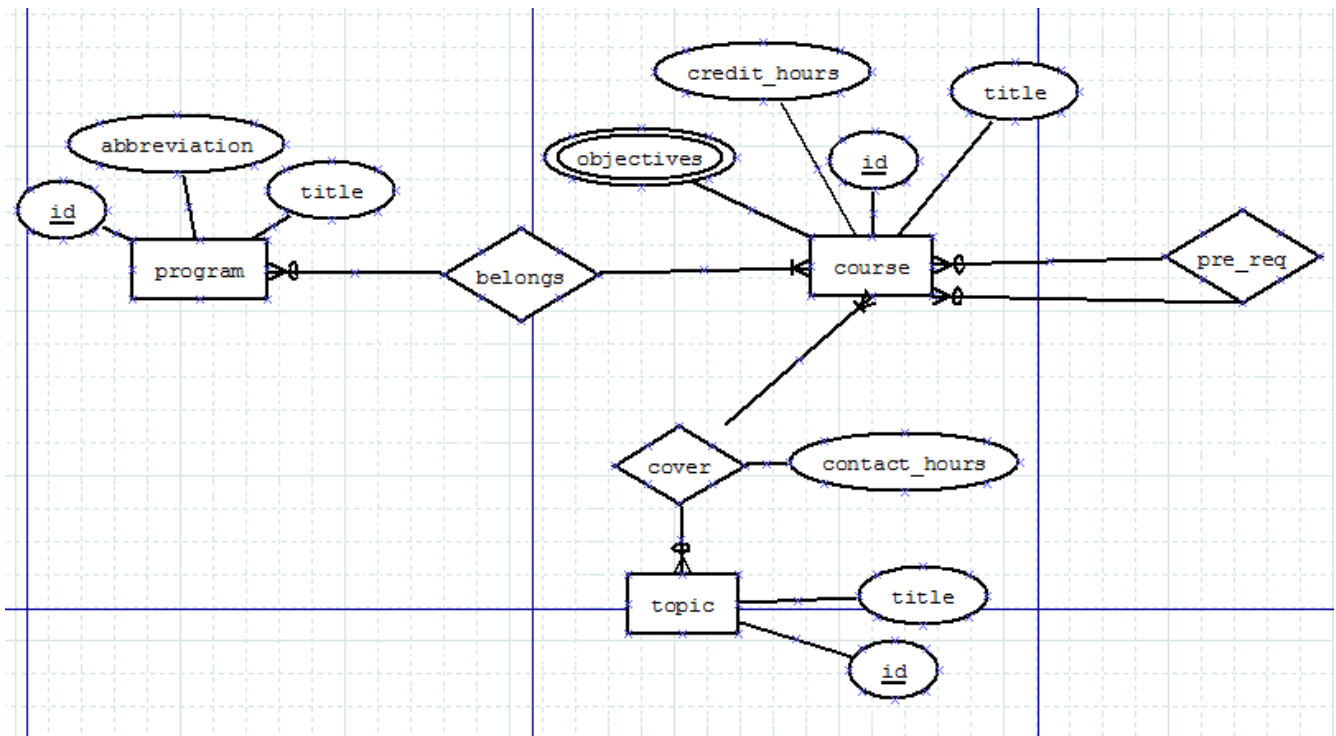 credit_hours
title
abbreviation
objectives
id
title
id
program
belongs
course
pre_req
cover
contact_hours
topic
title
id